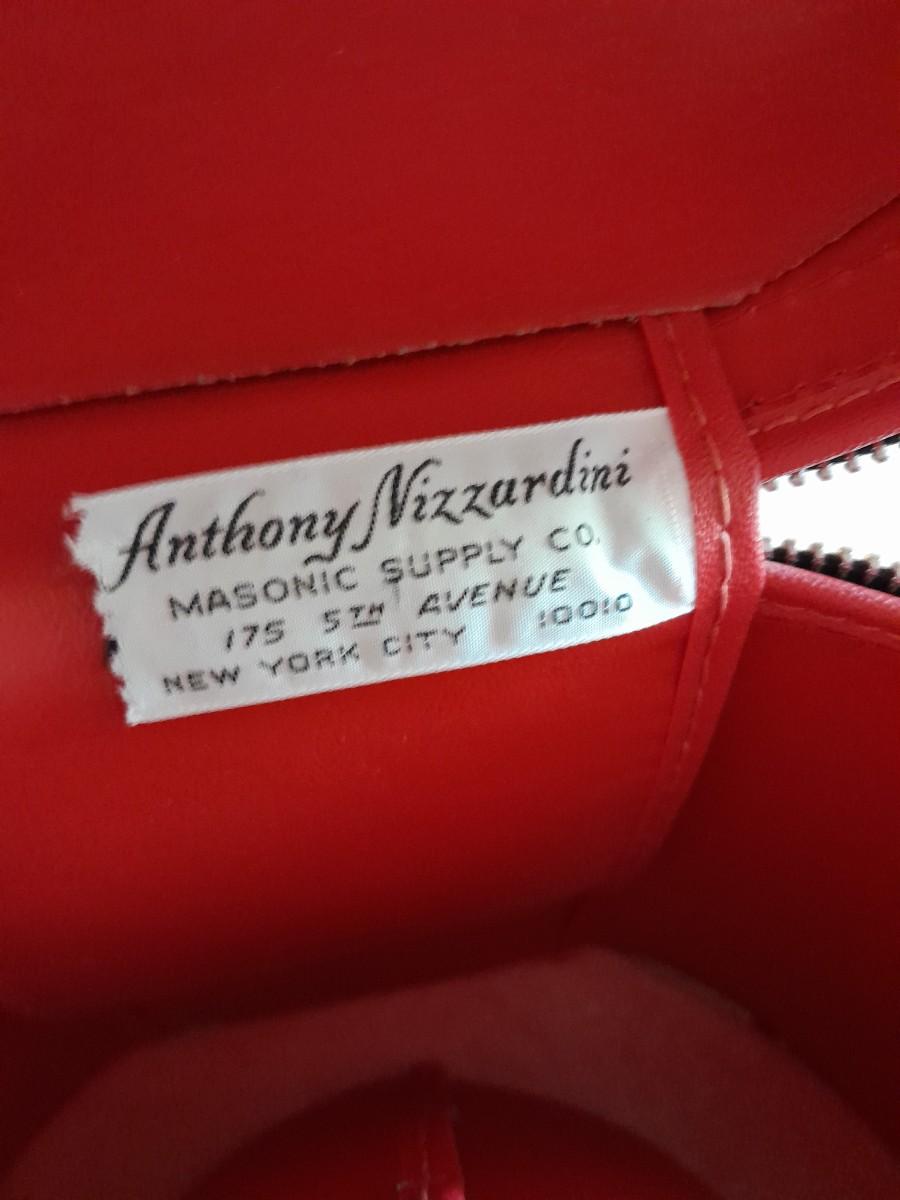 Anthony Nizzardini
MASONIC SUPPLY CO.
175 5TH AVENUE
NEW YORK CITY 10010